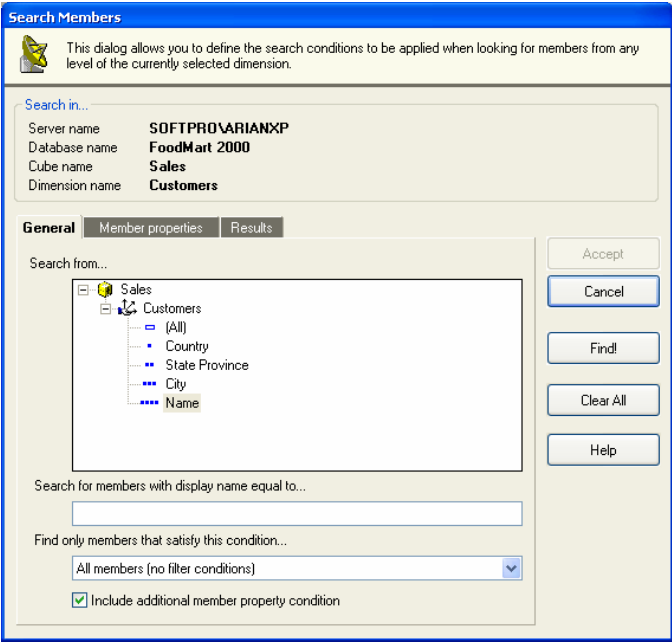 Search Members
This dialog allows you to define the search conditions to be applied when looking for members from any
level of the currently selected dimension.
Search in...
Server name SOFTPRO\ARIANXP
Database name FoodMart 2000
Cube name Sales
Dimension name Customers
General Member properties Results
Search from...
Sales
Customers
(All)
Country
State Province
City
Name
Search for members with display name equal to...
Find only members that satisfy this condition...
All members (no filter conditions)
Include additional member property condition
Accept
Cancel
Find!
Clear All
Help